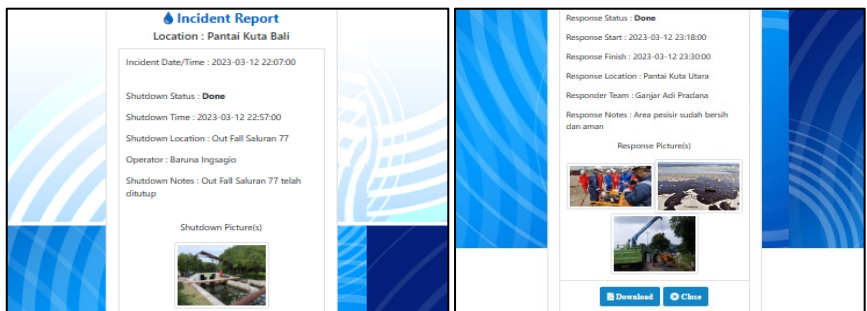 Incident Report
Location : Pantai Kuta Bali
Incident Date/Time : 2023-03-12 22:07:00
Shutdown Status : Done
Shutdown Time : 2023-03-12 22:57:00
Shutdown Location : Out Fall Saluran 77
Operator : Baruna Ingsagio
Shutdown Notes : Out Fall Saluran 77 telah
ditutup
Shutdown Picture(s)
Response Status : Done
Response Start : 2023-03-12 23:18:00
Response Finish : 2023-03-12 23:30:00
Response Location : Pantai Kuta Utara
Responder Team : Ganjar Adi Pradana
Response Notes : Area pesisir sudah bersih
dan aman
Response Picture(s)
Download
Close